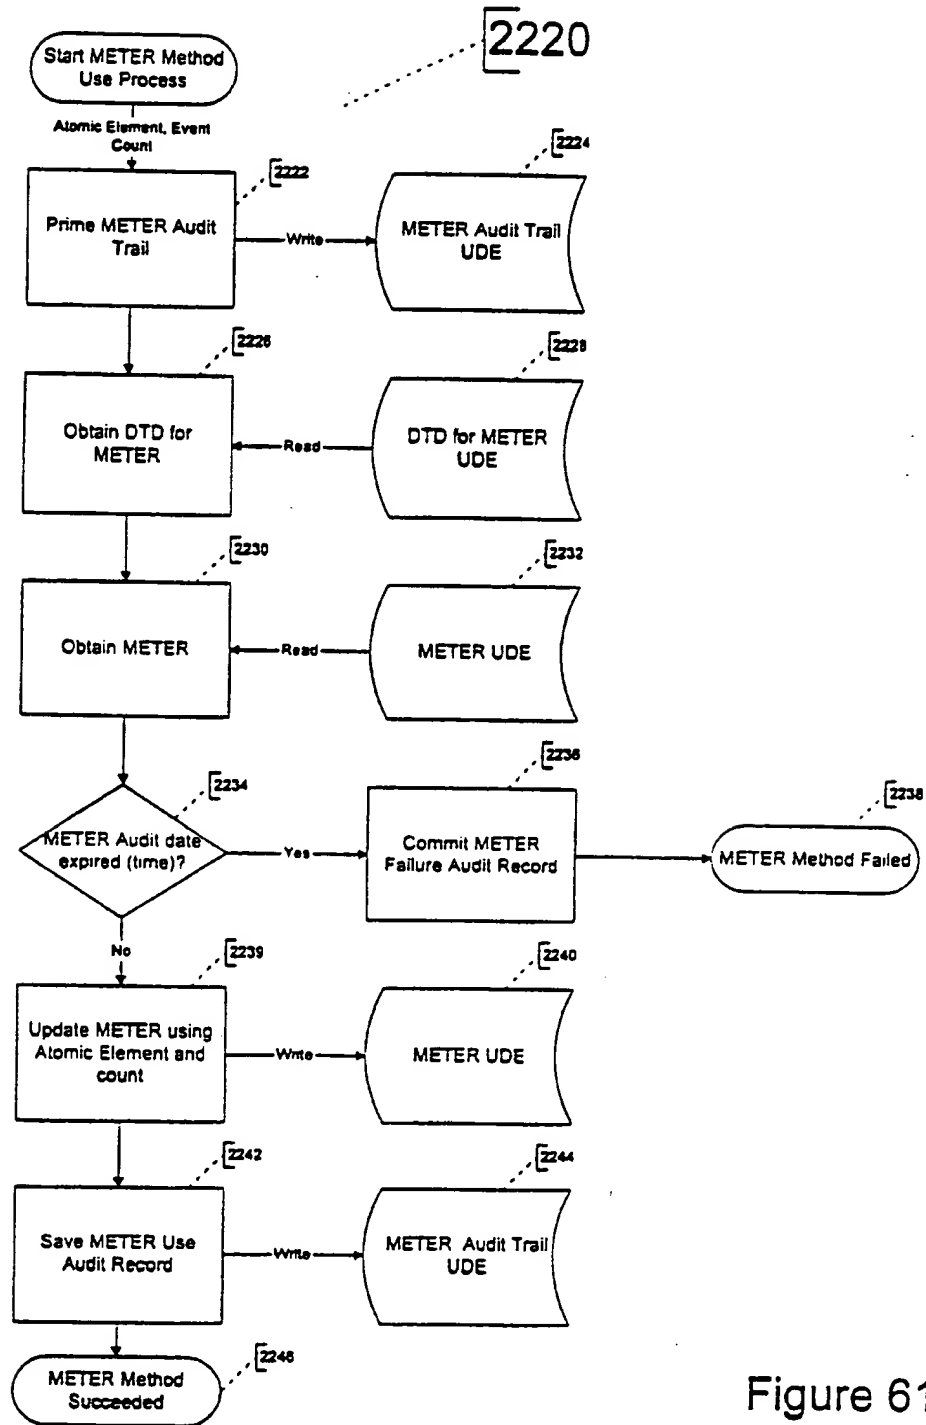 2220
Start METER Method
Use Process
Atomic Element, Event
Count
2222
2224
Prime METER Audit
Trail
Write
METER Audit Trail
UDE
2226
2228
Obtain DTD for
METER
Read
DTD for METER
UDE
2230
2232
Obtain METER
Read
METER UDE
2234
2236
2238
METER Audit date
expired (time)?
Yes
Commit METER
Failure Audit Record
METER Method Failed
No
2239
2240
Update METER using
Atomic Element and
count
Write
METER UDE
2242
2244
Save METER Use
Audit Record
Write
METER Audit Trail
UDE
2246
METER Method
Succeeded
Figure 61